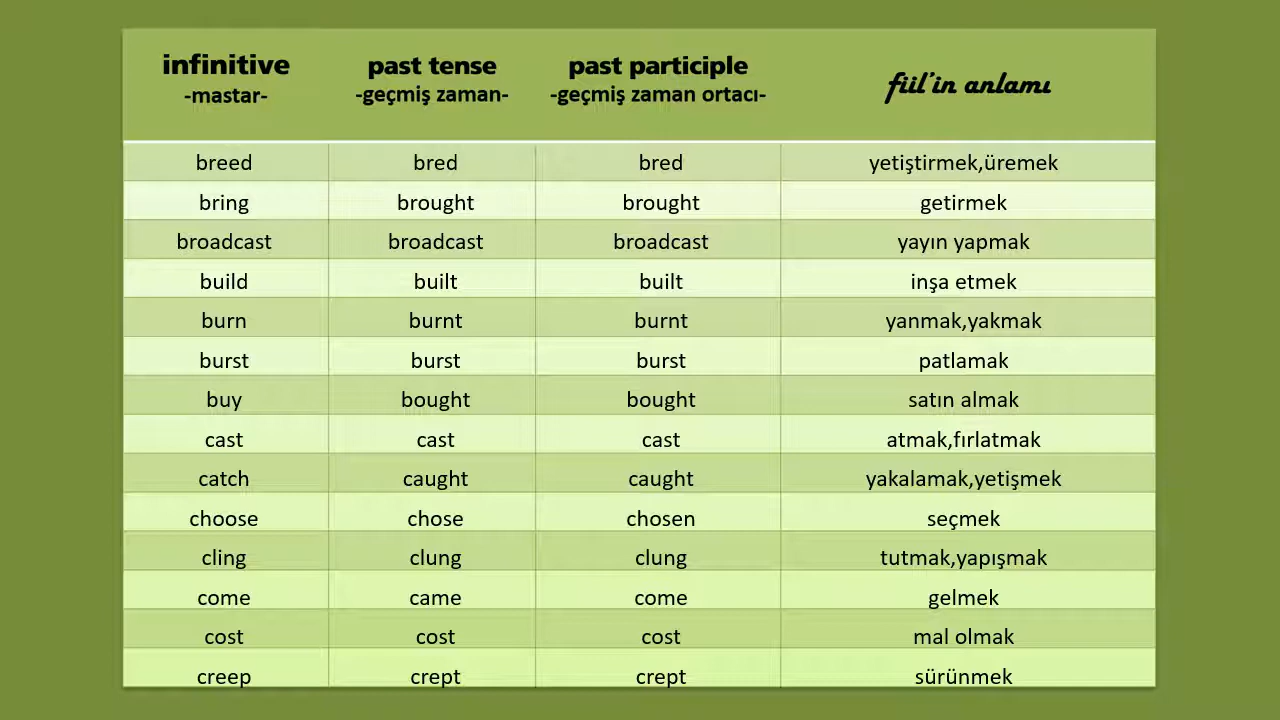 infinitive past tense past participle fiil'in anlamı
-mastar- -geçmiş zaman- -geçmiş zaman ortacı-
breed bred bred yetiştirmek,üremek
bring brought brought getirmek
broadcast broadcast broadcast yayın yapmak
build built built inşa etmek
burn burnt burnt yanmak,yakmak
burst burst burst patlamak
buy bought bought satın almak
cast cast cast atmak,fırlatmak
catch caught caught yakalamak,yetişmek
choose chose chosen seçmek
cling clung clung tutmak,yapışmak
come came come gelmek
cost cost cost mal olmak
creep crept crept sürünmek